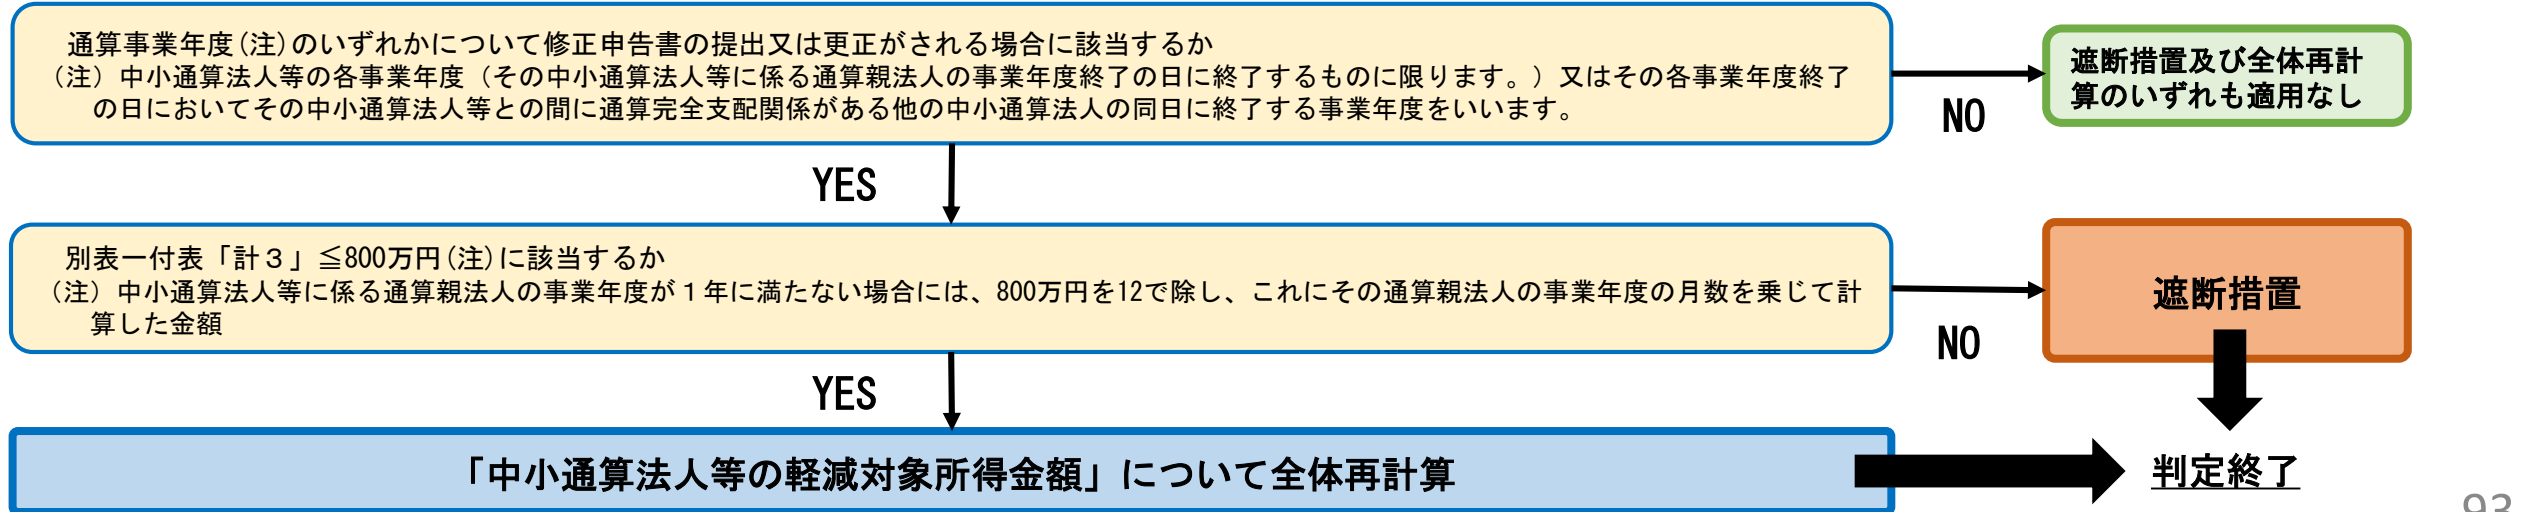 通算事業年度(注)のいずれかについて修正申告書の提出又は更正がされる場合に該当するか
(注) 中小通算法人等の各事業年度（その中小通算法人等に係る通算親法人の事業年度終了の日に終了するものに限ります。）又はその各事業年度終了
の日においてその中小通算法人等との間に通算完全支配関係がある他の中小通算法人の同日に終了する事業年度をいいます。
NO
遮断措置及び全体再計
算のいずれも適用なし
YES
別表一付表「計３」≦800万円(注)に該当するか
(注) 中小通算法人等に係る通算親法人の事業年度が１年に満たない場合には、800万円を12で除し、これにその通算親法人の事業年度の月数を乗じて計
算した金額
NO
遮断措置
YES
「中小通算法人等の軽減対象所得金額」について全体再計算
判定終了
93